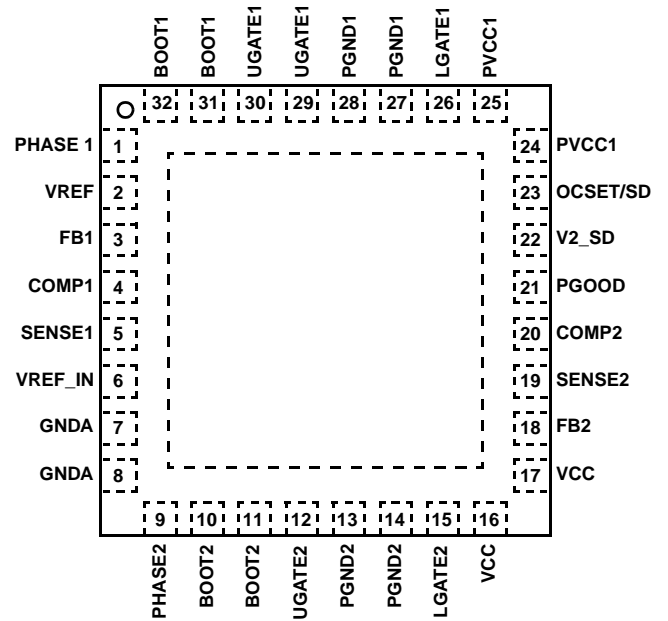 BOOT1
BOOT1
UGATE1
UGATE1
PGND1
PGND1
LGATE1
PVCC1
32 31 30 29 28 27 26 25
PHASE 1 1 24 PVCC1
VREF 2 23 OCSET/SD
FB1 3 22 V2_SD
COMP1 4 21 PGOOD
SENSE1 5 20 COMP2
VREF_IN 6 19 SENSE2
GNDA 7 18 FB2
GNDA 8 17 VCC
9 10 11 12 13 14 15 16
PHASE2
BOOT2
BOOT2
UGATE2
PGND2
PGND2
LGATE2
VCC